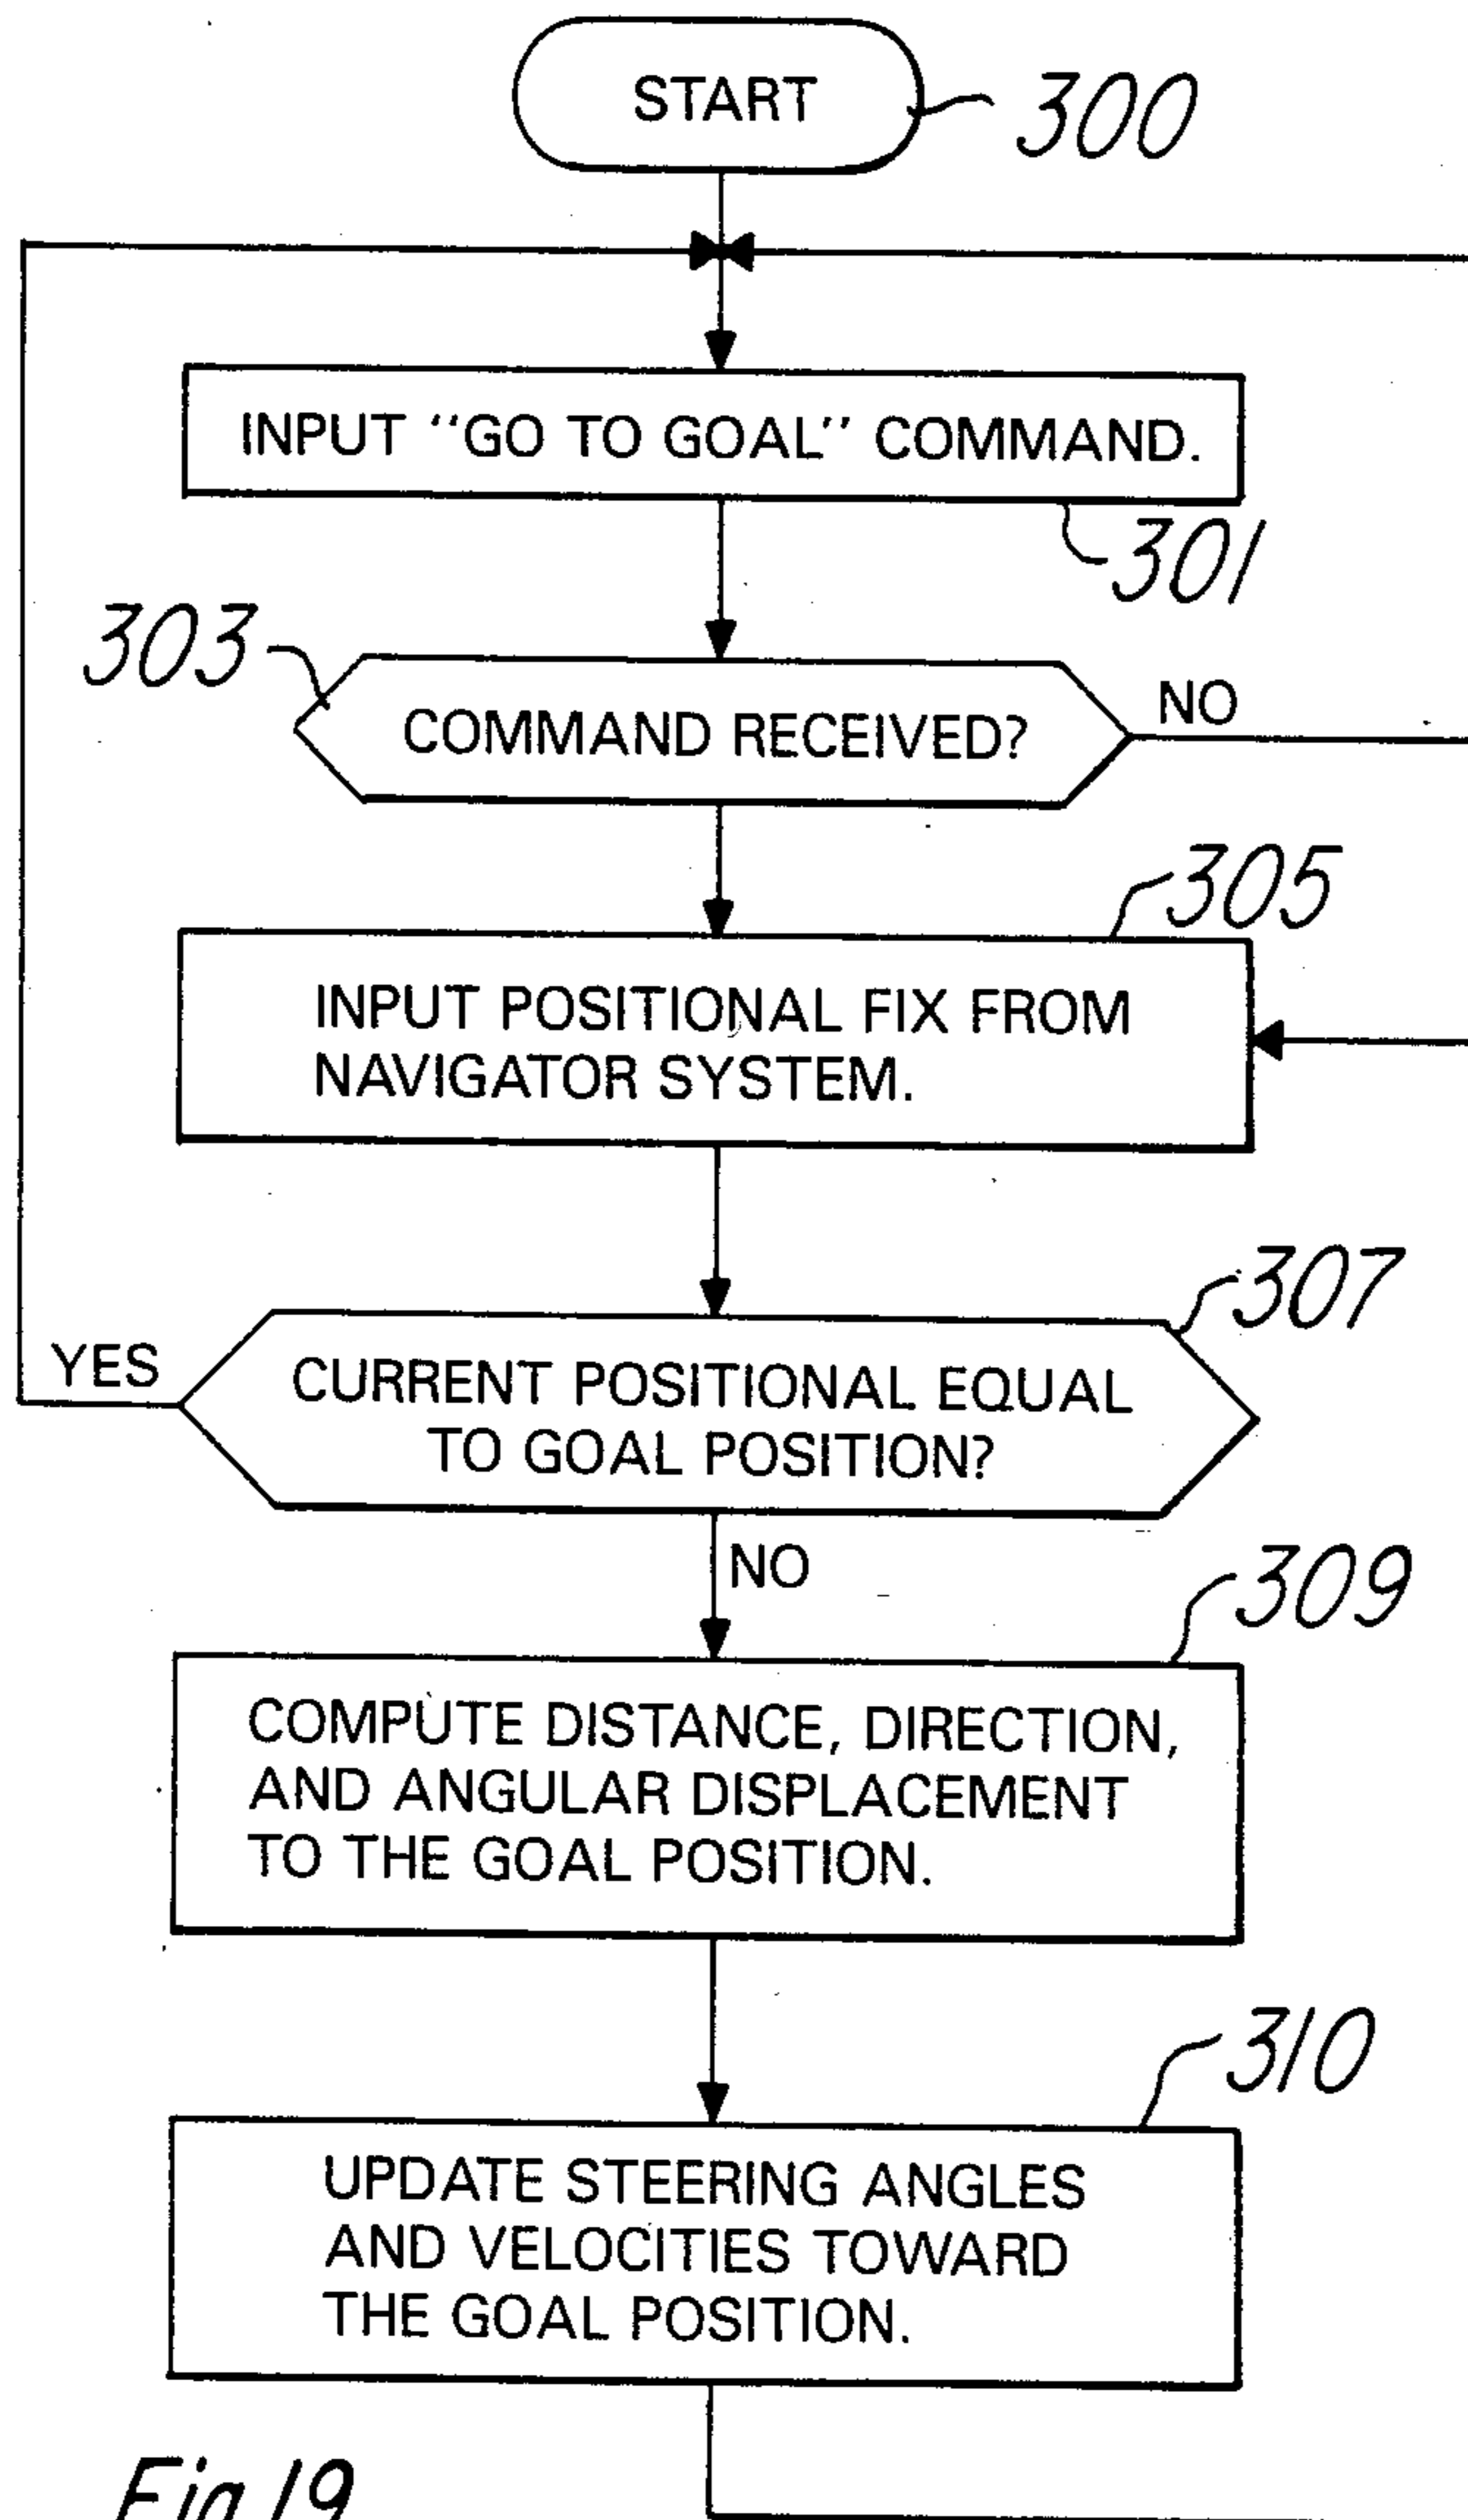 START
300
INPUT "GO TO GOAL" COMMAND.
301
303
COMMAND RECEIVED?
NO
305
INPUT POSITIONAL FIX FROM
NAVIGATOR SYSTEM.
307
YES
CURRENT POSITIONAL EQUAL
TO GOAL POSITION?
NO
309
COMPUTE DISTANCE, DIRECTION,
AND ANGULAR DISPLACEMENT
TO THE GOAL POSITION.
310
UPDATE STEERING ANGLES
AND VELOCITIES TOWARD
THE GOAL POSITION.
Fig.19